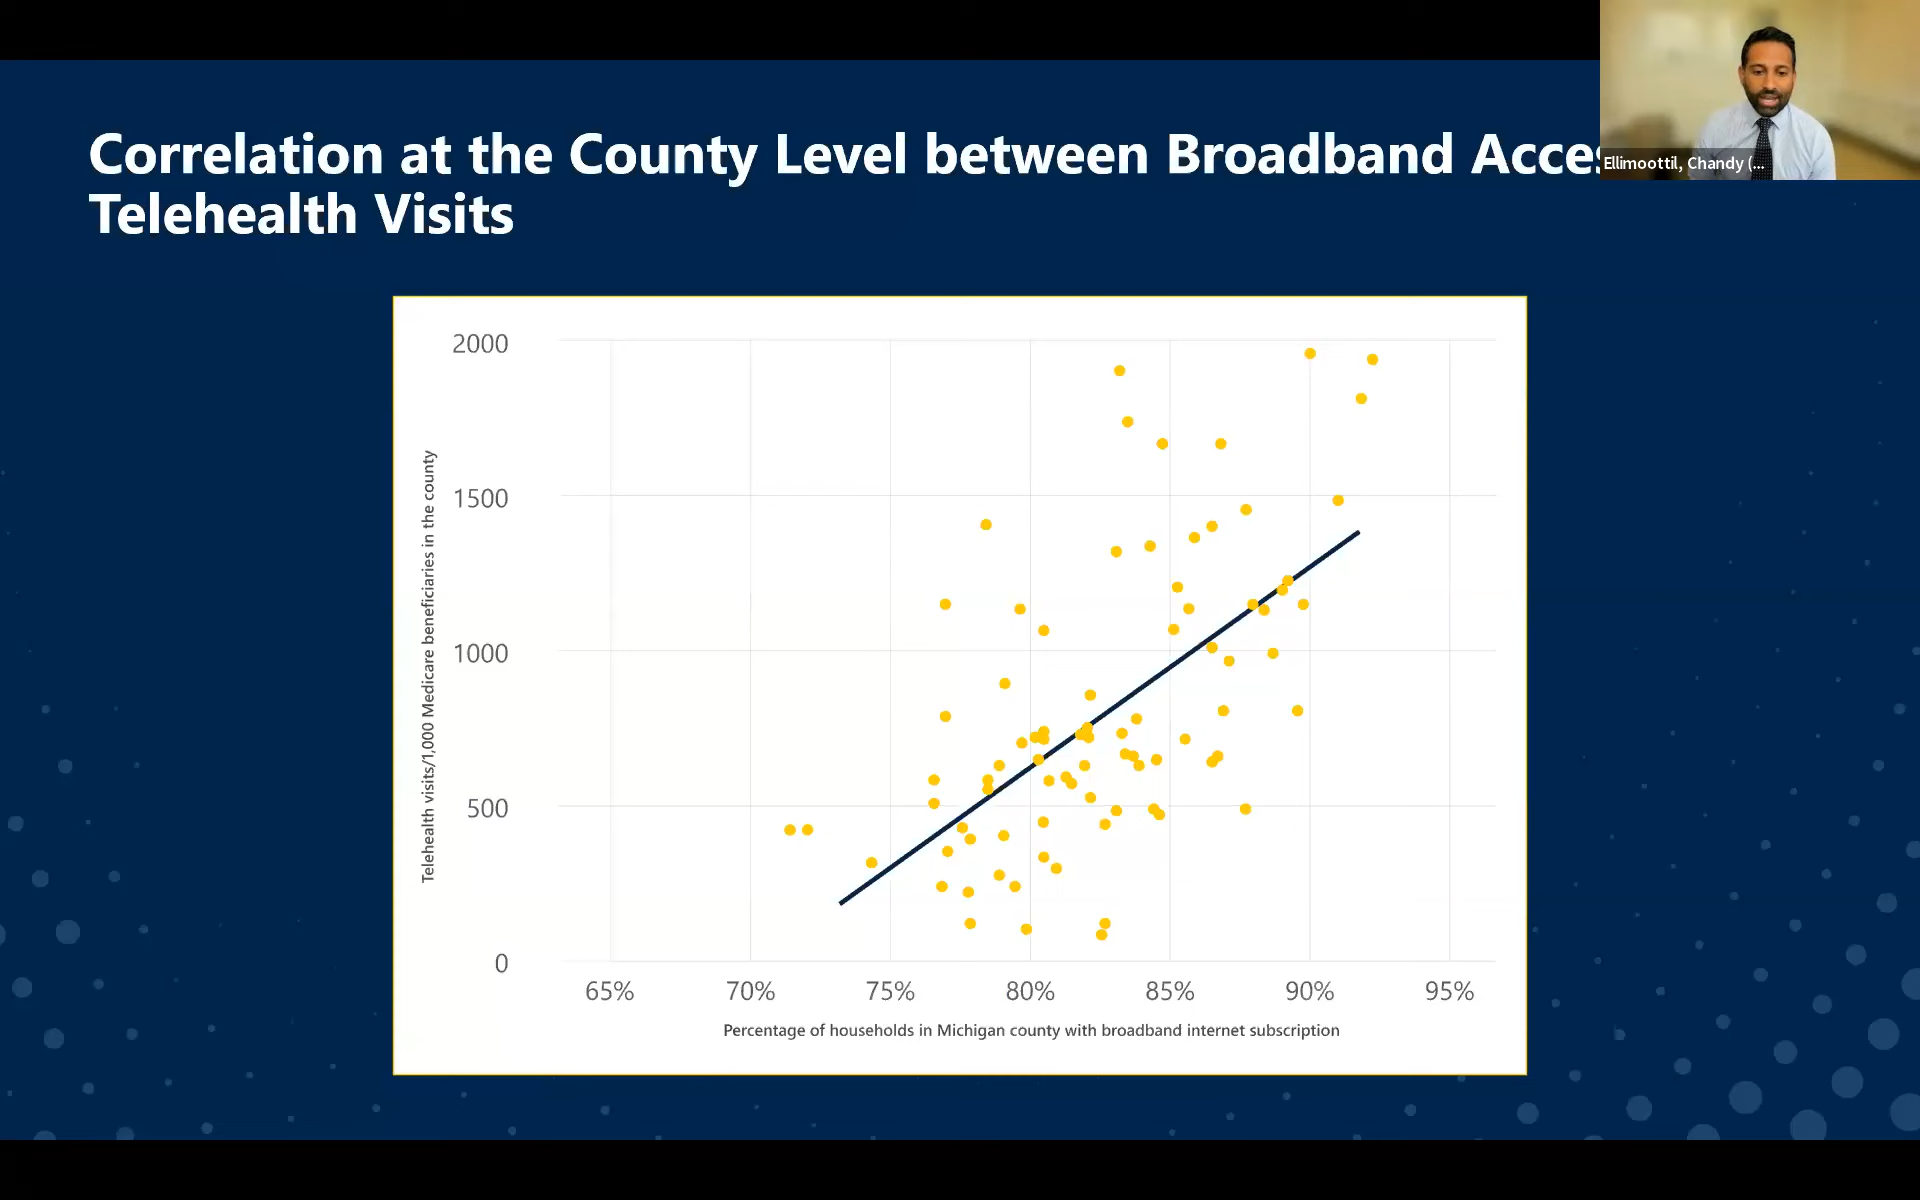 Correlation at the County Level between Broadband Acces
Telehealth Visits
Ellimoottil, Chandy (...
2000
1500
1000
500
0
Telehealth visits/1,000 Medicare beneficiaries in the county
65% 70% 75% 80% 85% 90% 95%
Percentage of households in Michigan county with broadband internet subscription